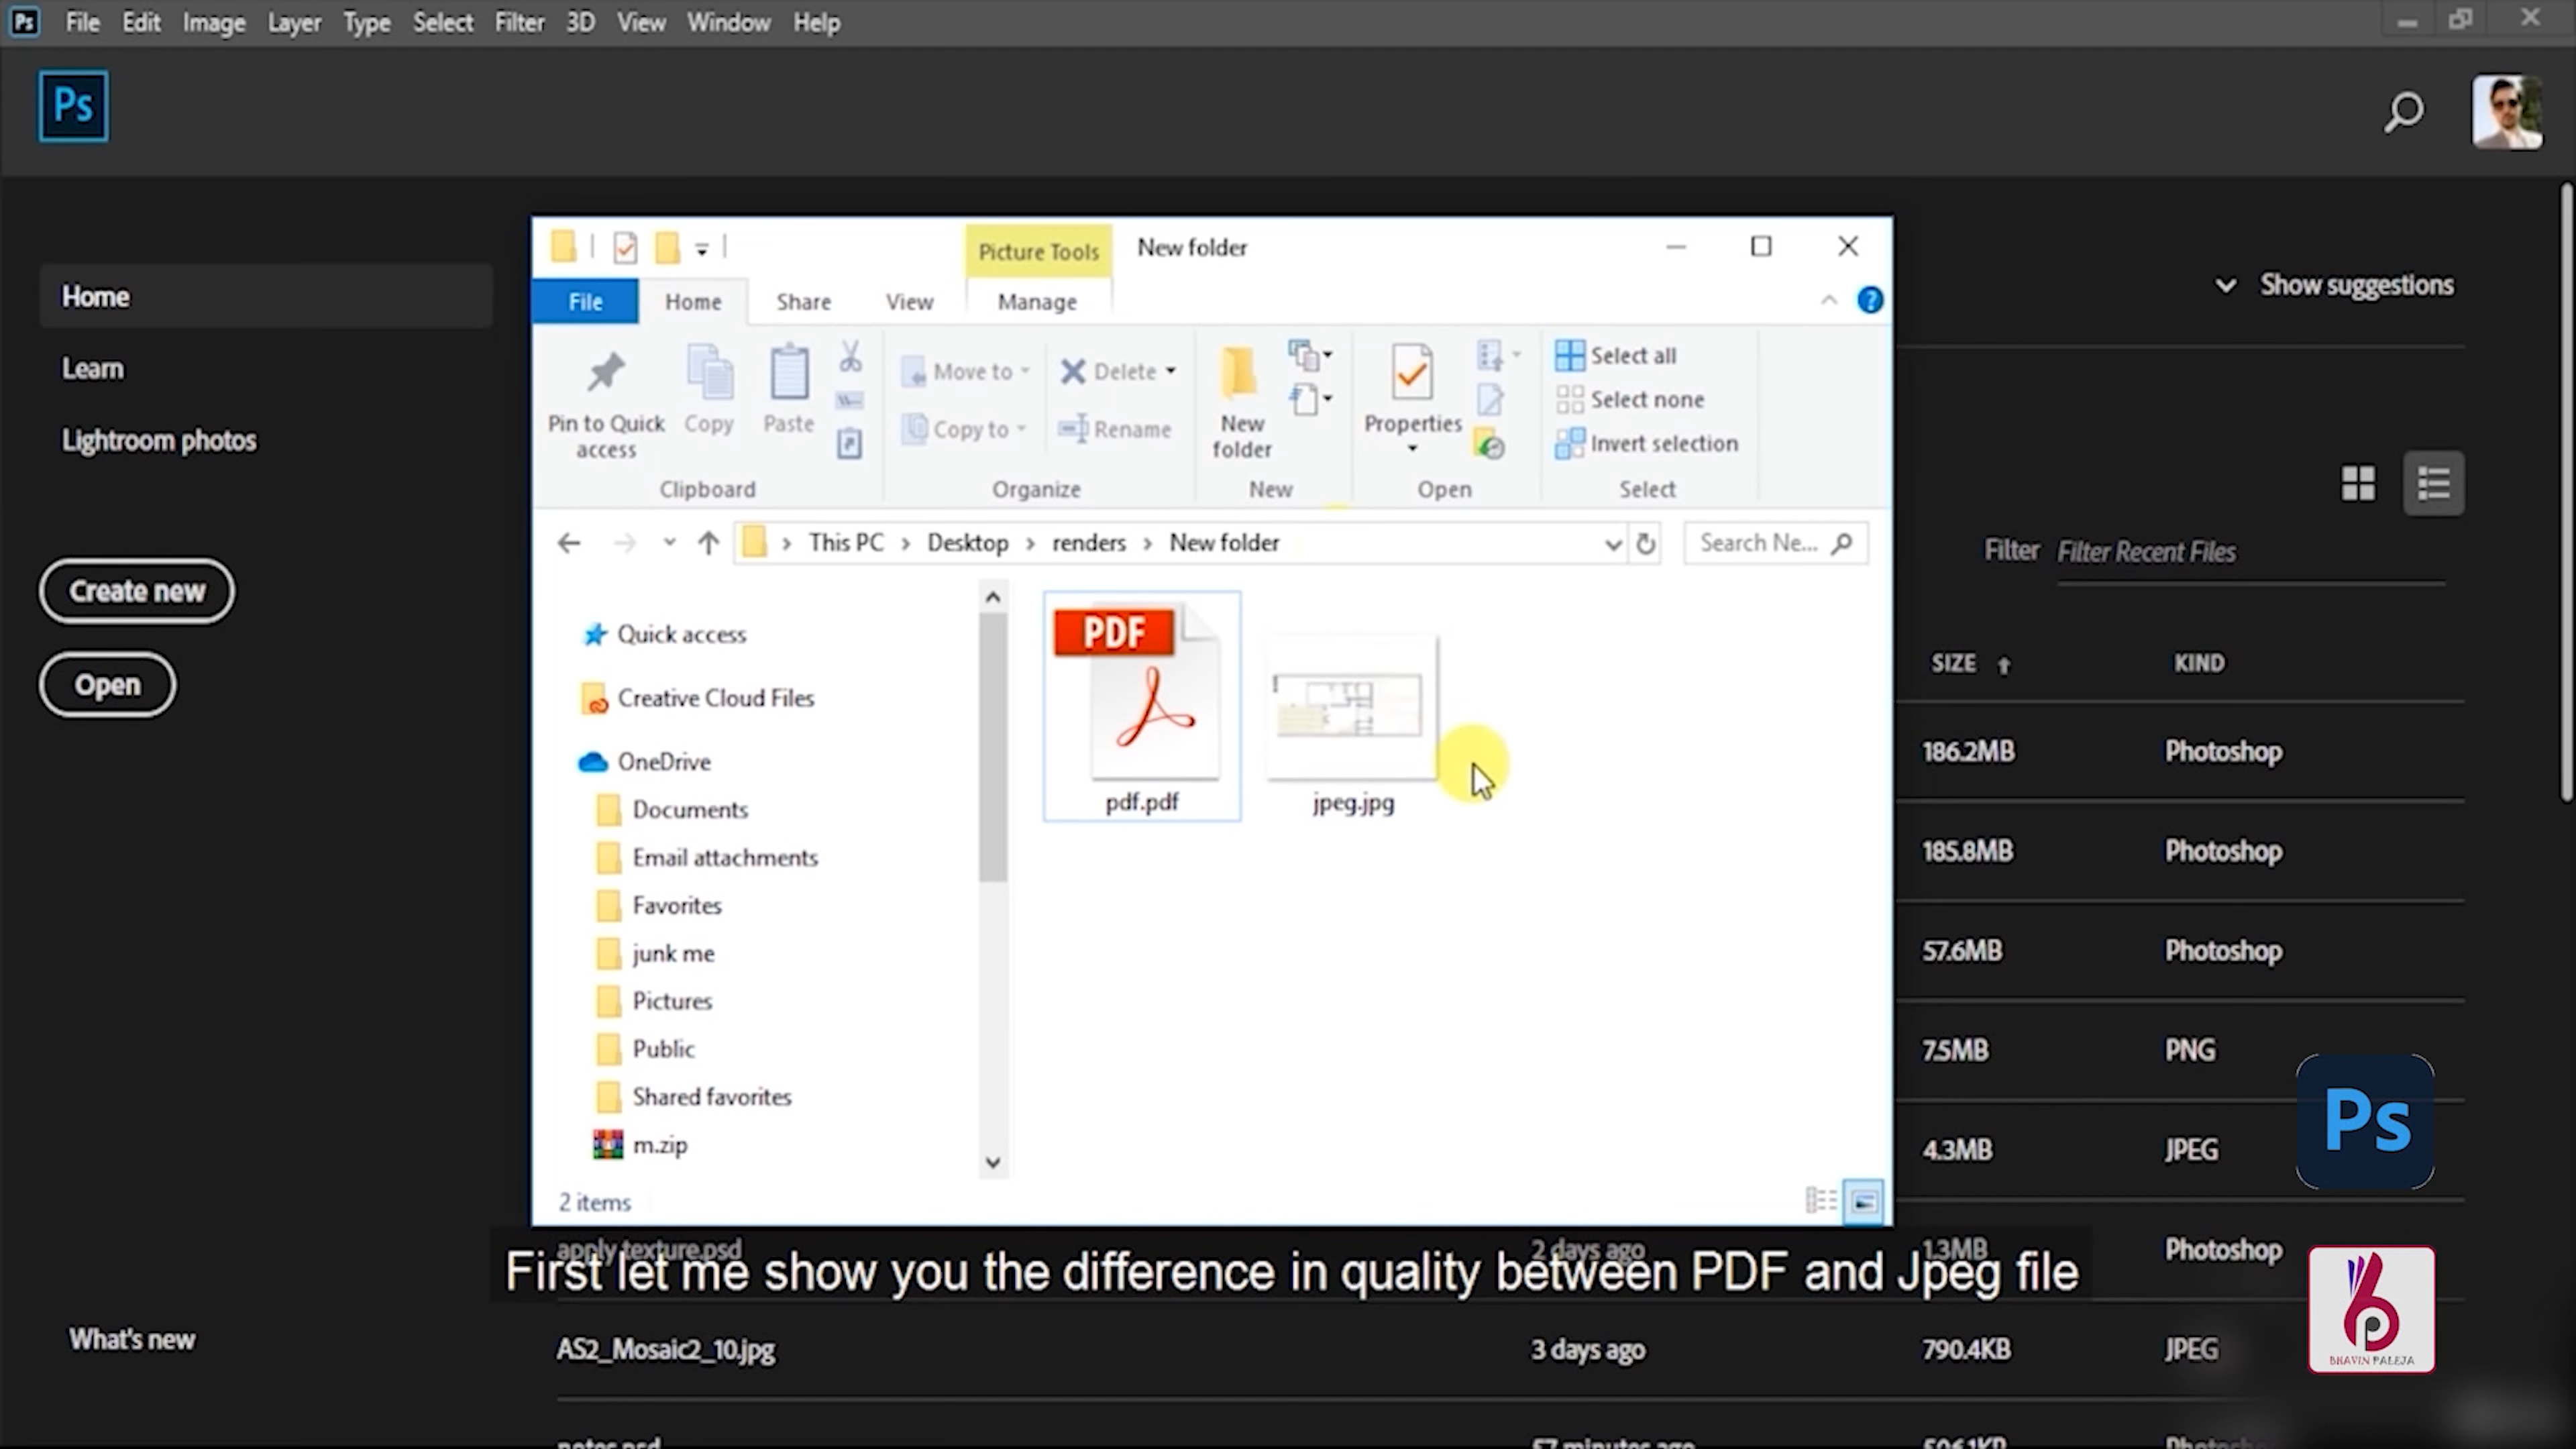 Ps File Edit Image Layer Type Select Filter 3D View Window Help
Ps
Home
Learn
Lightroom photos
Create new
Open
What's new
Picture Tools New folder
File Home Share View Manage
Pin to Quick access
Copy
Paste
Clipboard
Move to
Copy to
Delete
Rename
Organize
New folder
New
Properties
Open
Select all
Select none
Invert selection
Select
This PC Desktop renders New folder
Search Ne...
Quick access
Creative Cloud Files
OneDrive
Documents
Email attachments
Favorites
junk me
Pictures
Public
Shared favorites
m.zip
PDF
pdf.pdf
jpeg.jpg
2 items
Show suggestions
Filter Filter Recent Files
SIZE KIND
186.2MB Photoshop
185.8MB Photoshop
57.6MB Photoshop
7.5MB PNG
4.3MB JPEG
apply texture.psd 2 days ago 1.3MB Photoshop
First let me show you the difference in quality between PDF and Jpeg file
AS2_Mosaic2_10.jpg 3 days ago 790.4KB JPEG
Ps
BHAVIN PALEJA